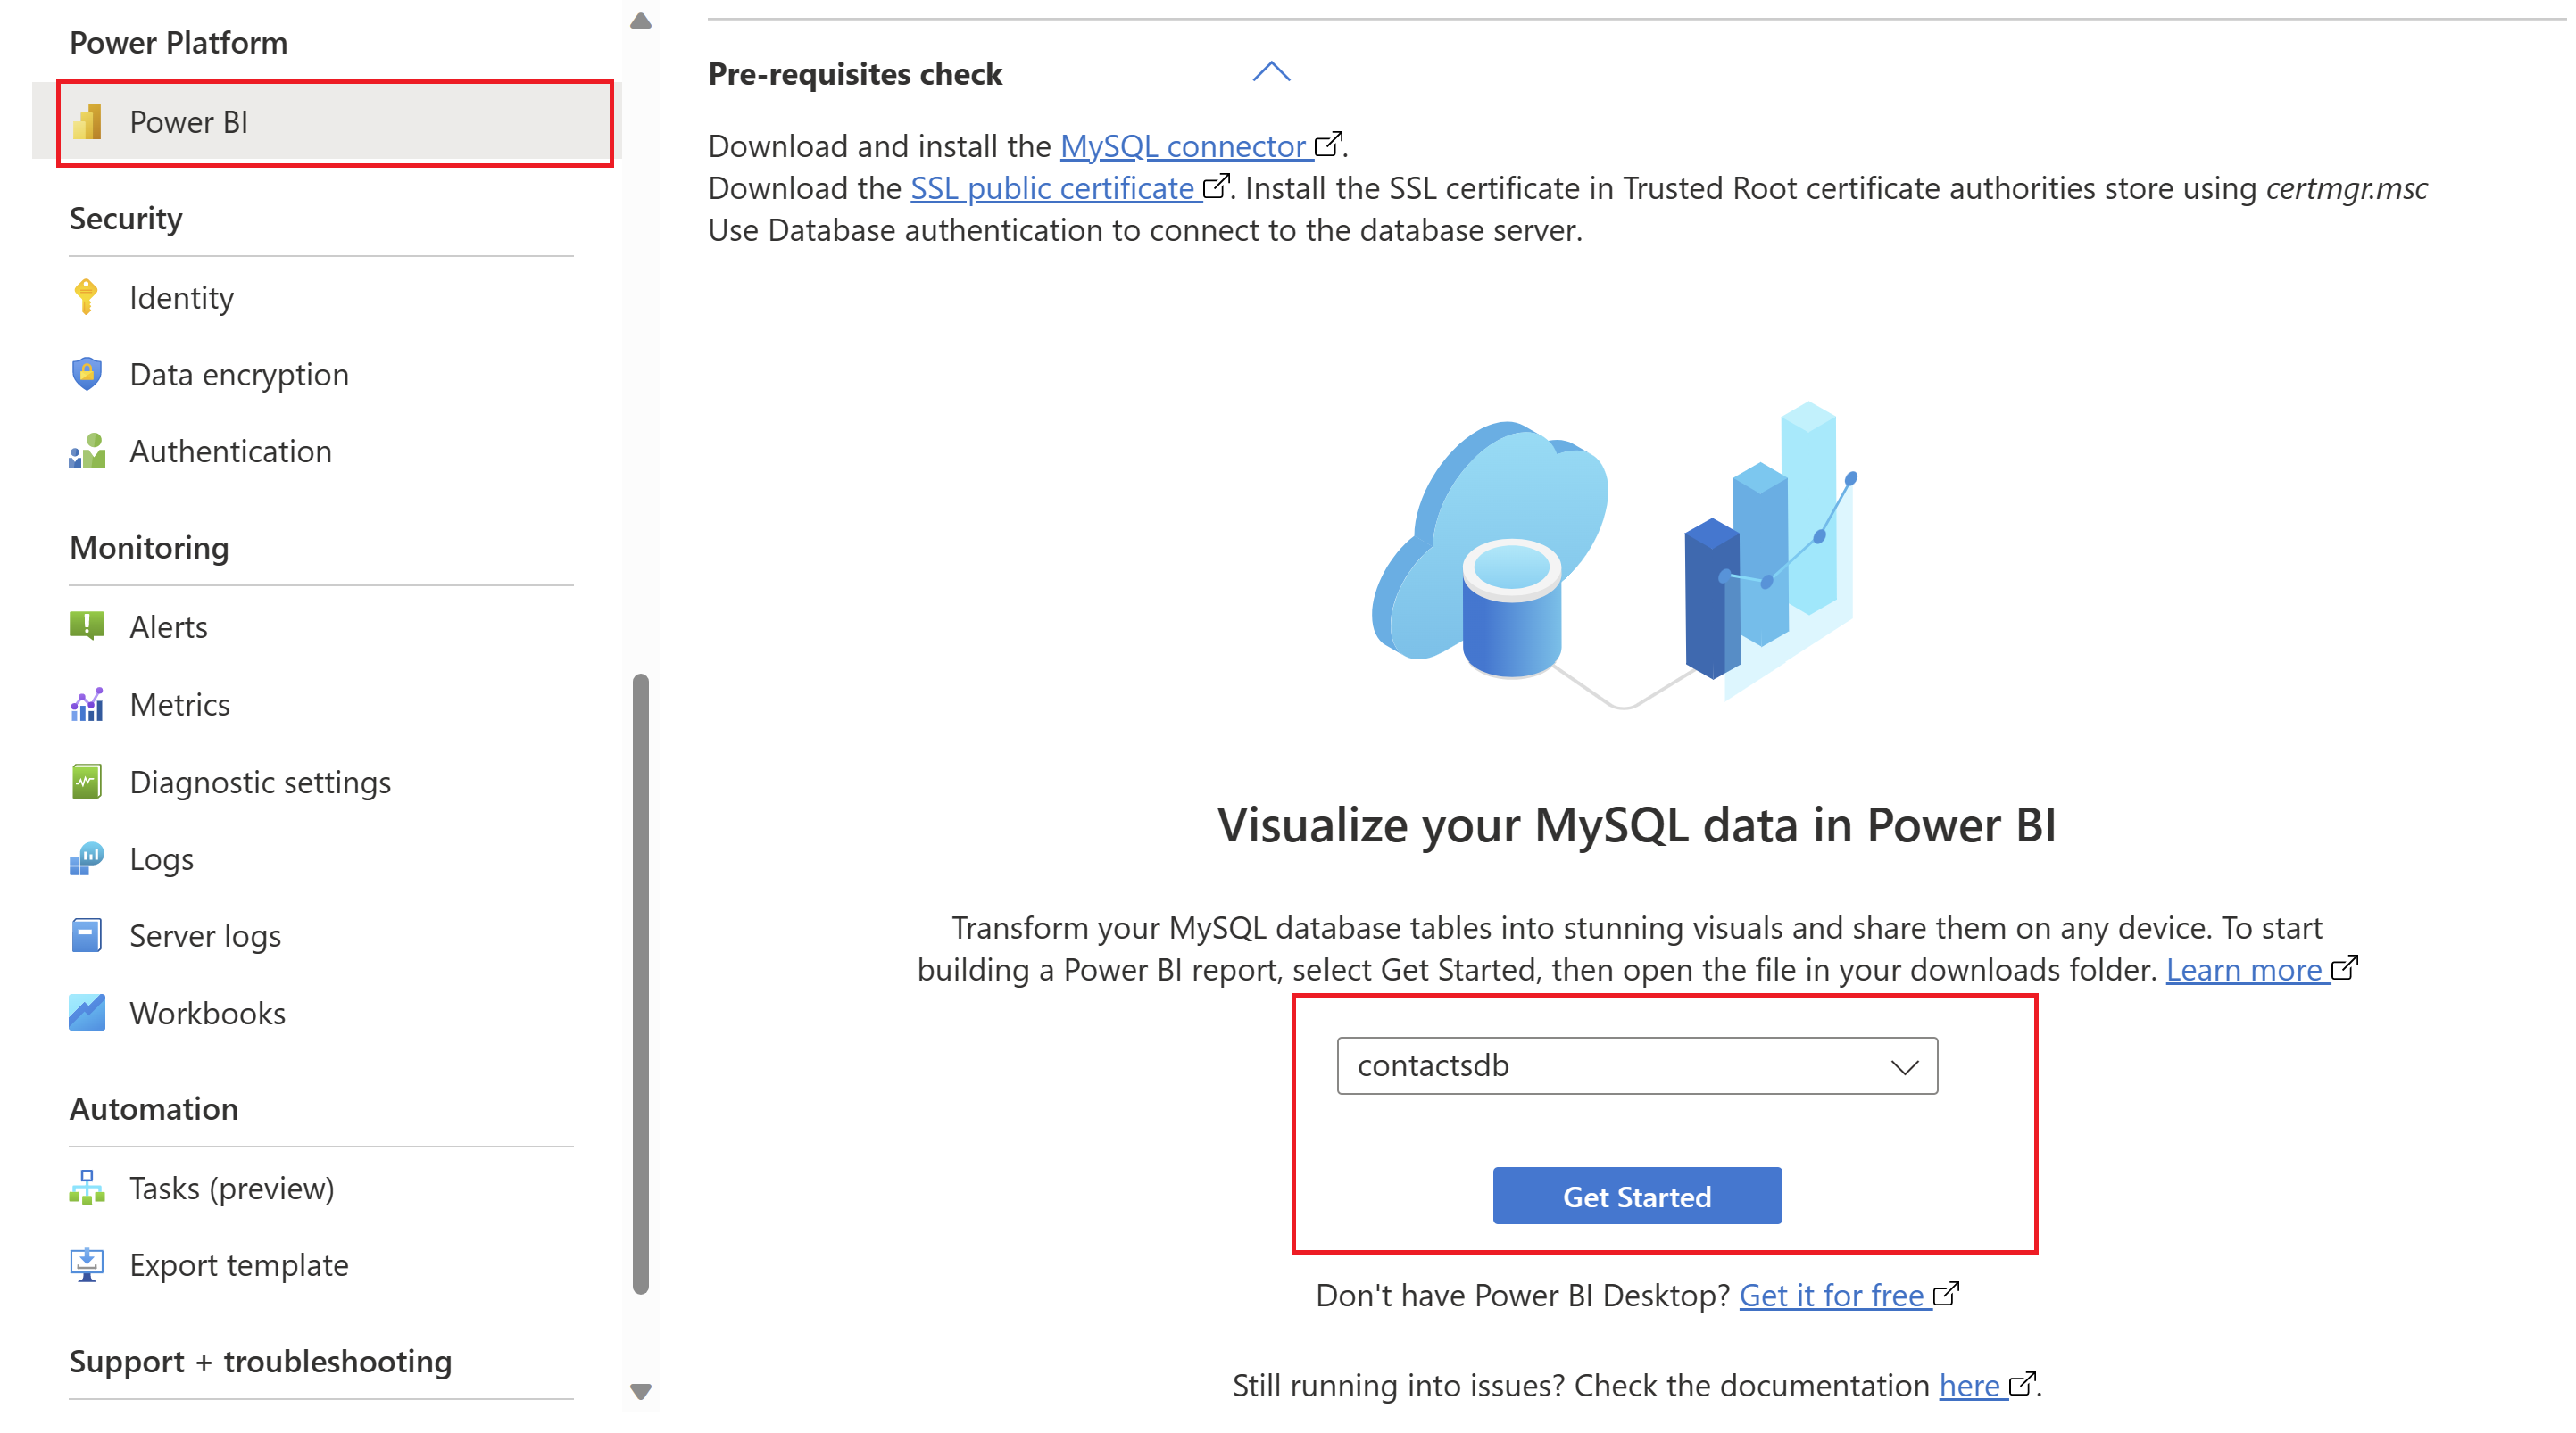 Power Platform
Power BI
Security
Identity
Data encryption
Authentication
Monitoring
Alerts
Metrics
Diagnostic settings
Logs
Server logs
Workbooks
Automation
Tasks (preview)
Export template
Support + troubleshooting
Pre-requisites check
Download and install the MySQL connector.
Download the SSL public certificate. Install the SSL certificate in Trusted Root certificate authorities store using certmgr.msc
Use Database authentication to connect to the database server.
Visualize your MySQL data in Power BI
Transform your MySQL database tables into stunning visuals and share them on any device. To start
building a Power BI report, select Get Started, then open the file in your downloads folder. Learn more
contactsdb
Get Started
Don't have Power BI Desktop? Get it for free
Still running into issues? Check the documentation here.